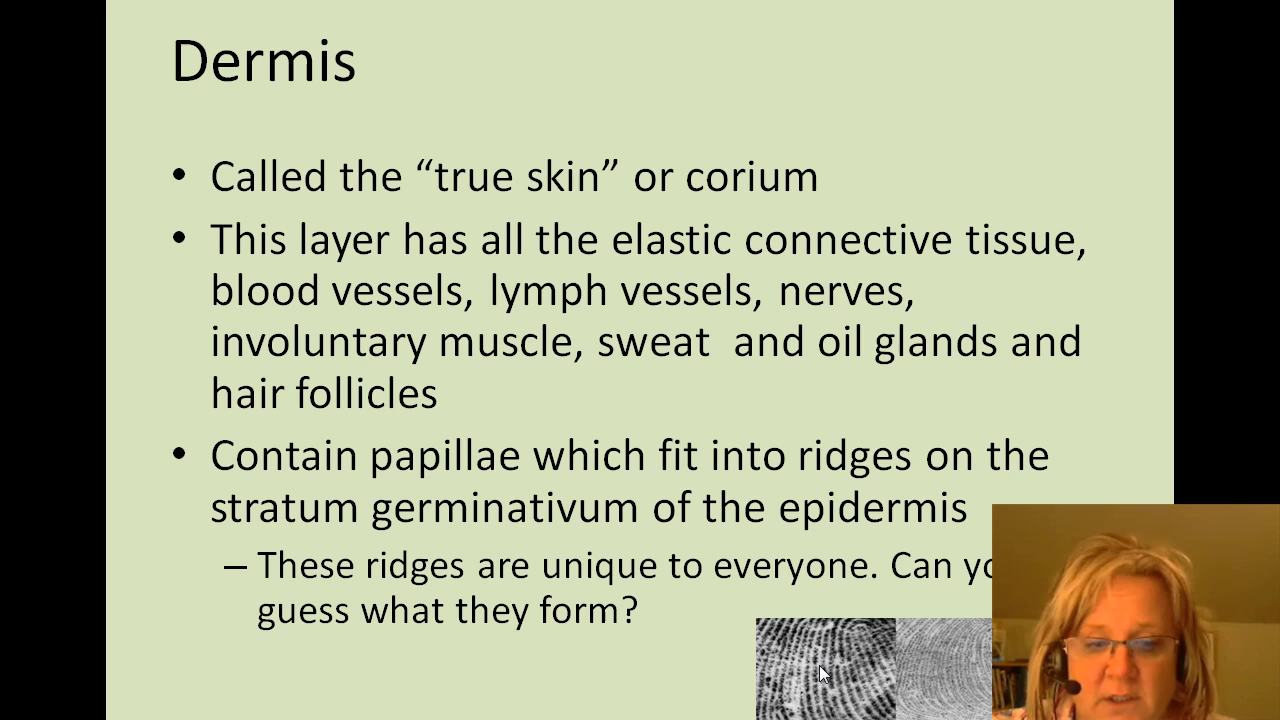 Dermis
• Called the “true skin” or corium
• This layer has all the elastic connective tissue,
blood vessels, lymph vessels, nerves,
involuntary muscle, sweat  and oil glands and
hair follicles
• Contain papillae which fit into ridges on the
stratum germinativum of the epidermis
– These ridges are unique to everyone. Can
guess what they form?